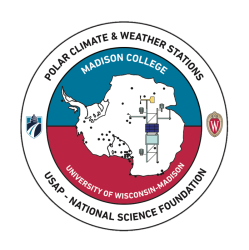 POLAR CLIMATE & WEATHER STATIONS
MADISON COLLEGE
W
UNIVERSITY OF WISCONSIN-MADISON
USAP - NATIONAL SCIENCE FOUNDATION